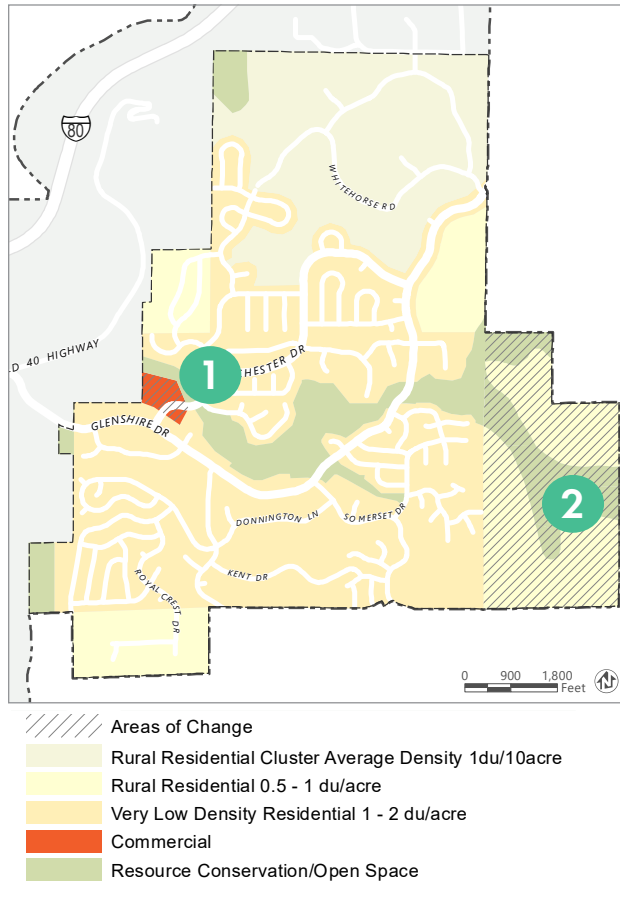 80
WHITEHORSE RD
D 40 HIGHWAY
1
CHESTER DR
GLENSHIRE DR
2
DONNINGTON LN
SOMERSET DR
KENT DR
ROYAL CREST DR
0 900 1,800
Feet
N
Areas of Change
Rural Residential Cluster Average Density 1du/10acre
Rural Residential 0.5 - 1 du/acre
Very Low Density Residential 1 - 2 du/acre
Commercial
Resource Conservation/Open Space